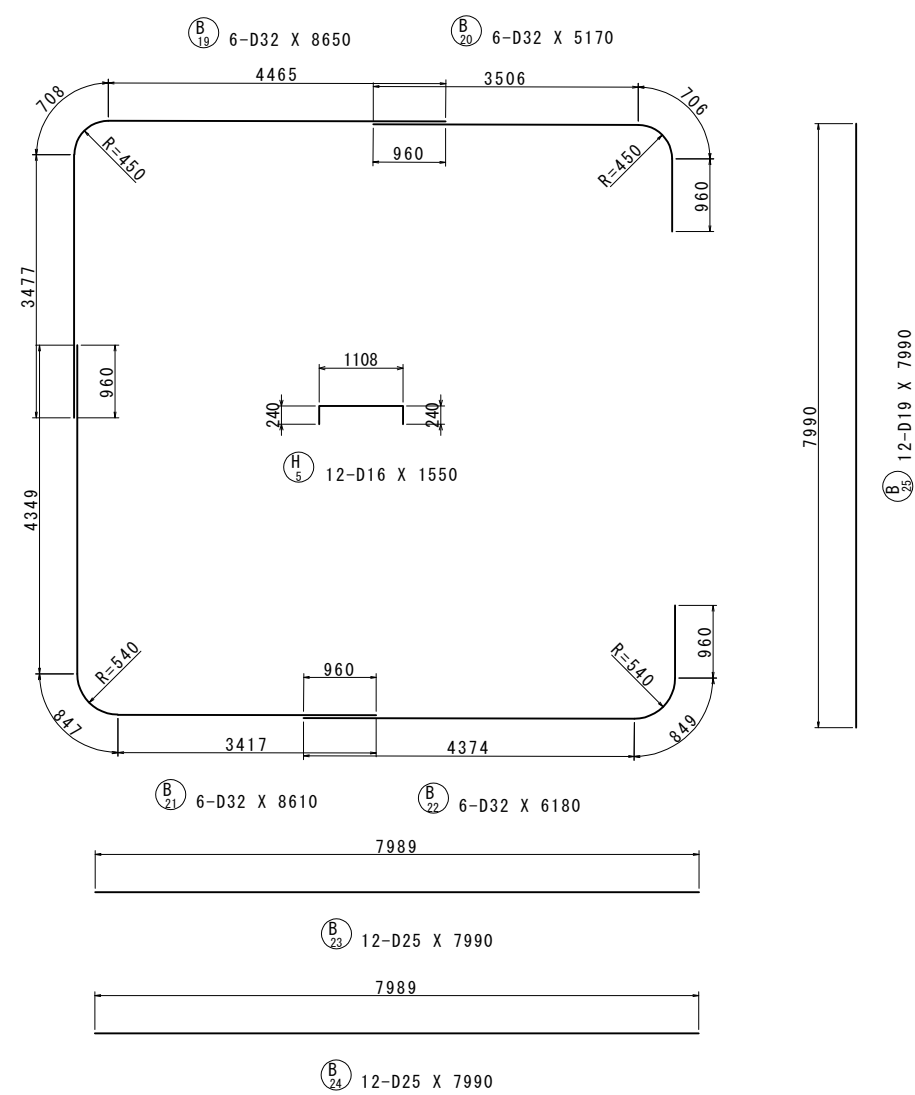 B 19 6-D32 X 8650
B 20 6-D32 X 5170
4465
3506
708
706
R=450
960
R=450
960
3477
960
1108
240
240
H 5 12-D16 X 1550
7990
B 25 12-D19 X 7990
4349
R=540
960
R=540
960
847
3417
4374
849
B 21 6-D32 X 8610
B 22 6-D32 X 6180
7989
B 23 12-D25 X 7990
7989
B 24 12-D25 X 7990